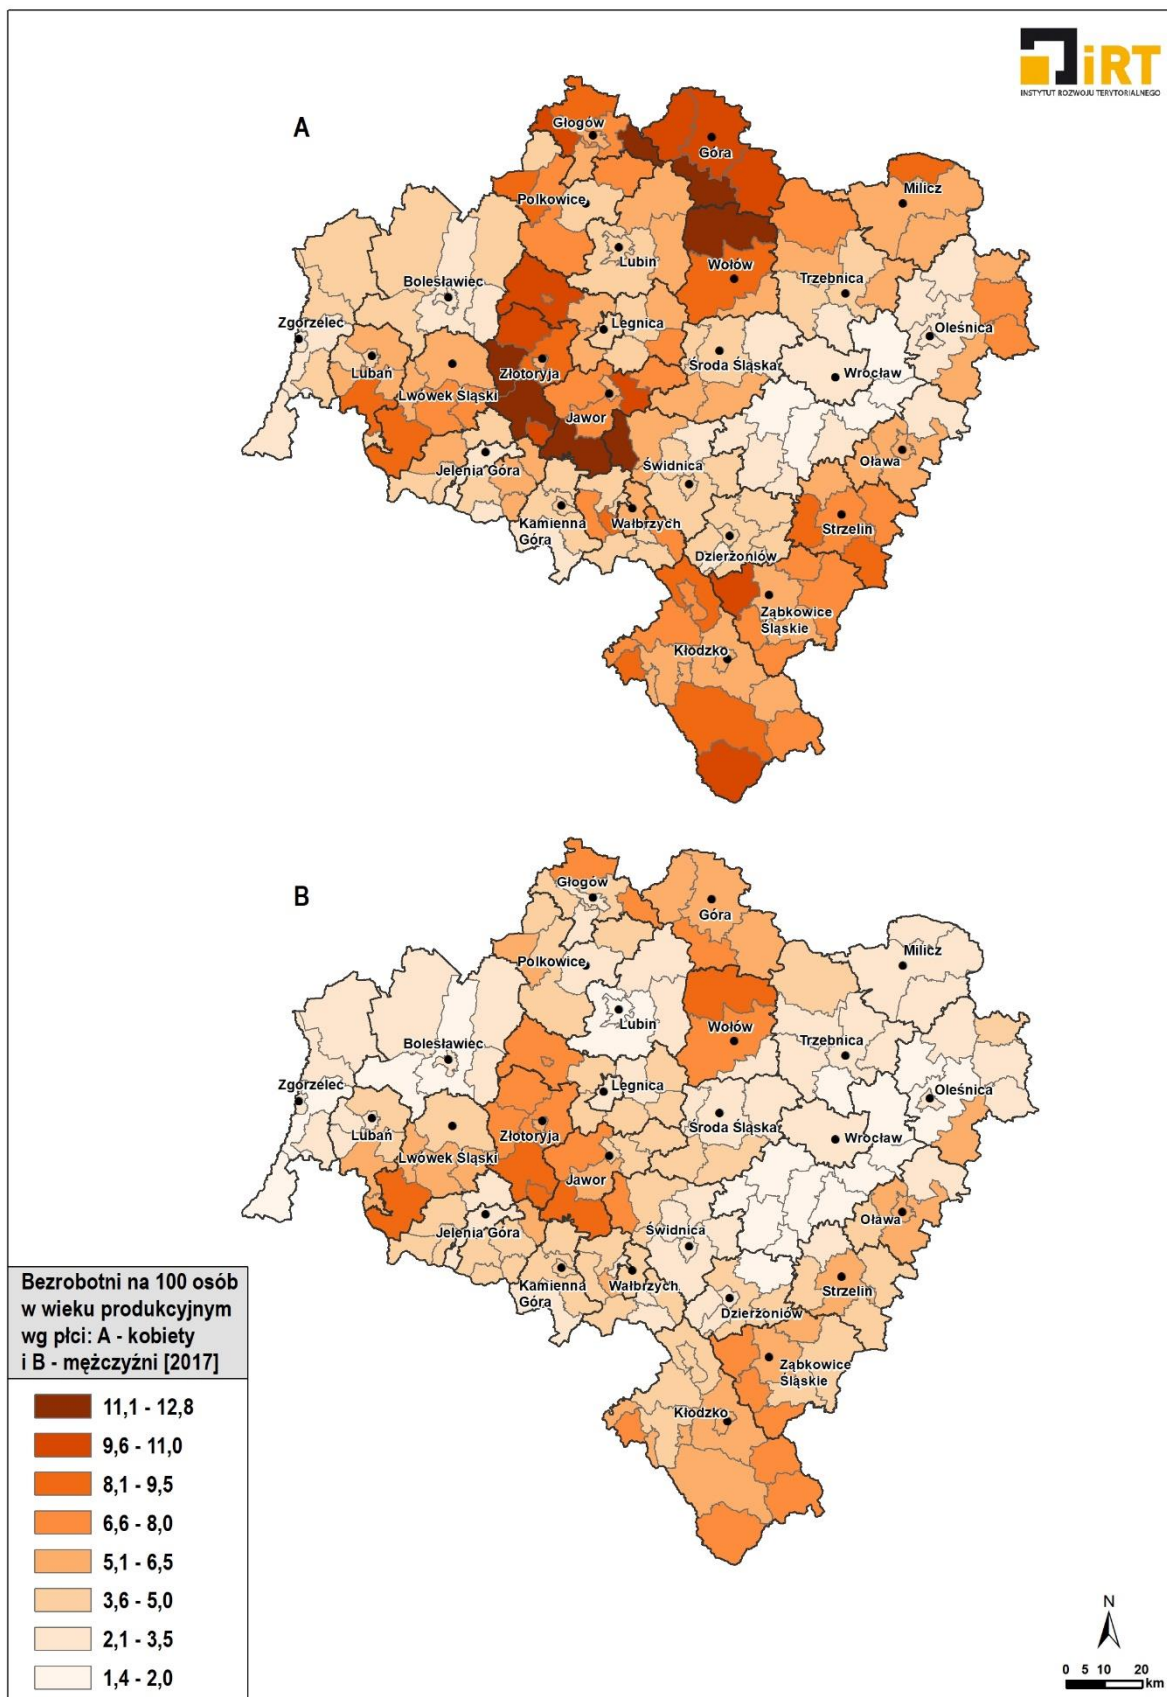 iRT
INSTYTUT ROZWOJU TERYTORIALNEGO
A
Głogów
Góra
Milicz
Polkowice
Lubin
Wołów
Trzebnica
Bolesławiec
Zgorzelec
Legnica
Oleśnica
Lubań
Złotoryja
Środa Śląska
Wrocław
Lwówek Śląski
Jawor
Jelenia Góra
Świdnica
Oława
Kamienna
Góra
Wałbrzych
Strzelin
Dzierżoniów
Ząbkowice
Śląskie
Kłodzko
B
Głogów
Góra
Milicz
Polkowice
Lubin
Wołów
Trzebnica
Bolesławiec
Zgorzelec
Legnica
Oleśnica
Lubań
Złotoryja
Środa Śląska
Wrocław
Lwówek Śląski
Jawor
Jelenia Góra
Świdnica
Oława
Kamienna
Góra
Wałbrzych
Strzelin
Dzierżoniów
Ząbkowice
Śląskie
Kłodzko
Bezrobotni na 100 osób
w wieku produkcyjnym
wg płci: A - kobiety
i B - mężczyźni [2017]
11,1 - 12,8
9,6 - 11,0
8,1 - 9,5
6,6 - 8,0
5,1 - 6,5
3,6 - 5,0
2,1 - 3,5
1,4 - 2,0
N
0 5 10 20
km